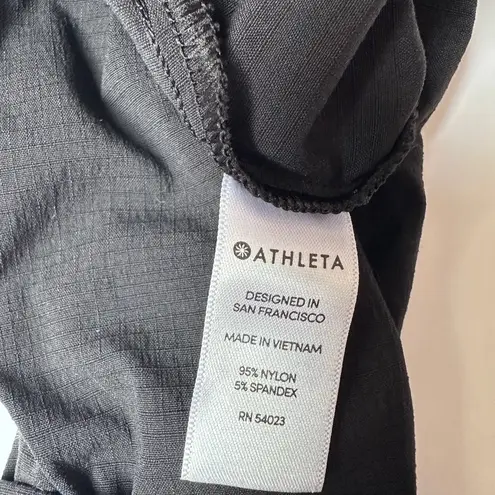 ATHLETA
DESIGNED IN
SAN FRANCISCO
MADE IN VIETNAM
95% NYLON
5% SPANDEX
RN 54023